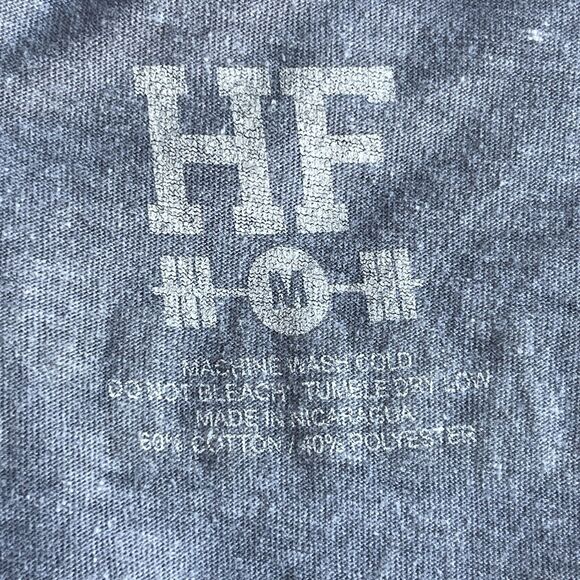 HF
M
MACHINE WASH COLD
DO NOT BLEACH TUMBLE DRY LOW
MADE IN NICARAGUA
60% COTTON / 40% POLYESTER